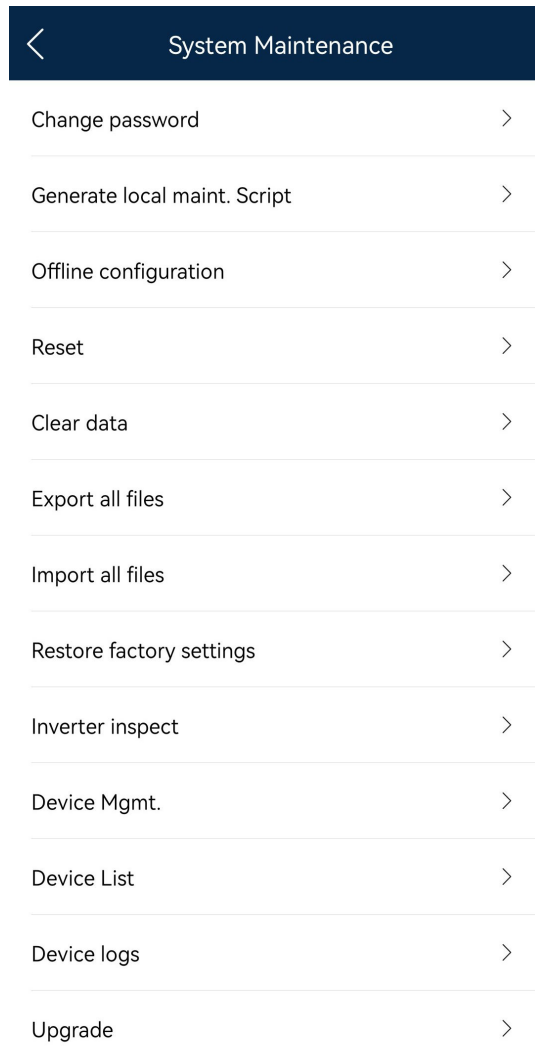 System Maintenance
Change password
Generate local maint. Script
Offline configuration
Reset
Clear data
Export all files
Import all files
Restore factory settings
Inverter inspect
Device Mgmt.
Device List
Device logs
Upgrade